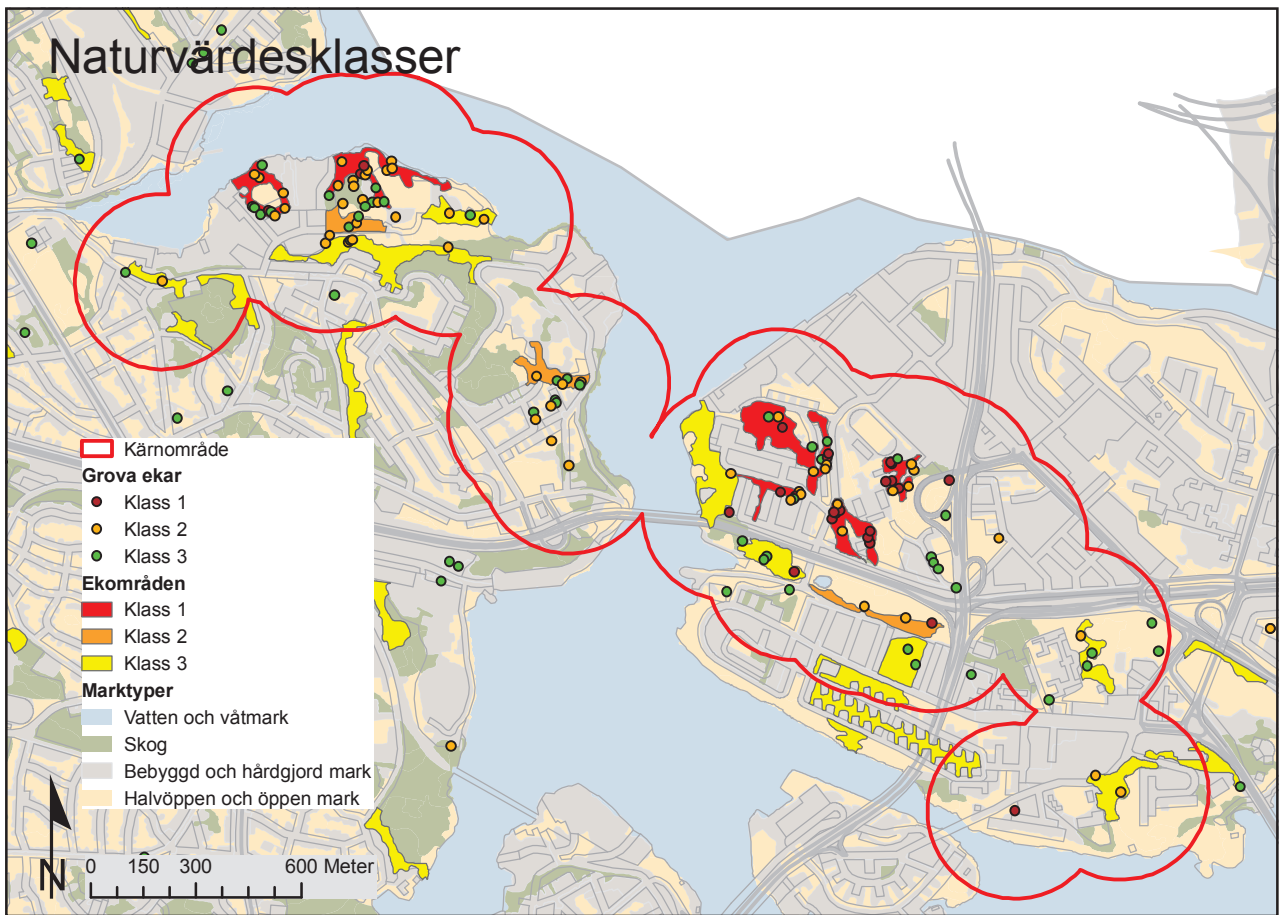 Naturvärdesklasser
Kärnområde
Grova ekar
Klass 1
Klass 2
Klass 3
Ekområden
Klass 1
Klass 2
Klass 3
Marktyper
Vatten och våtmark
Skog
Bebyggd och hårdgjord mark
Halvöppen och öppen mark
N
0 150 300 600 Meter